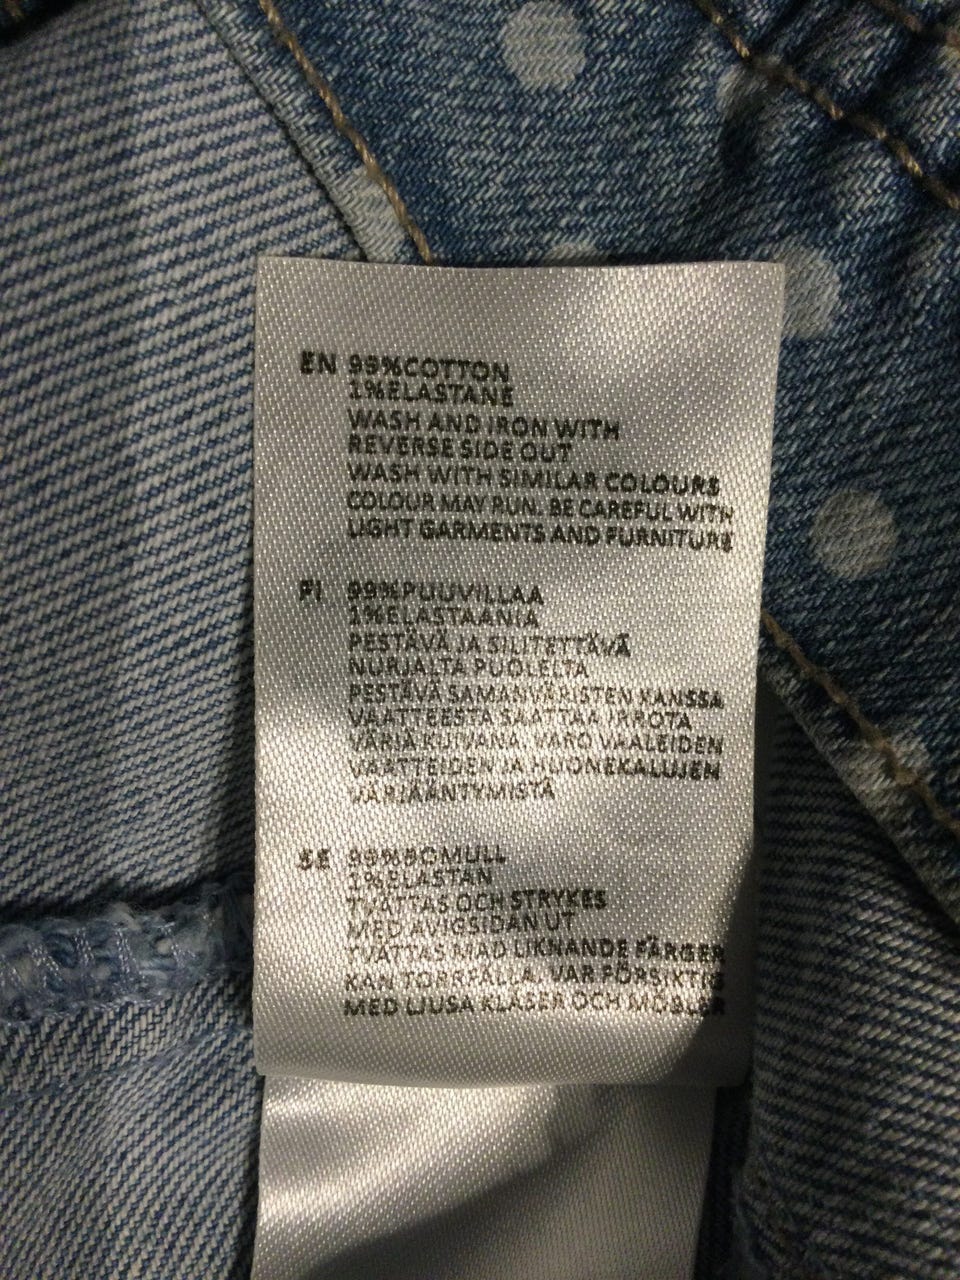 EN 99%COTTON
1%ELASTANE
WASH AND IRON WITH
REVERSE SIDE OUT
WASH WITH SIMILAR COLOURS
COLOUR MAY RUN. BE CAREFUL WITH
LIGHT GARMENTS AND FURNITURE
FI 99%PUUVILLAA
1%ELASTAANIA
PESTÄVÄ JA SILITETTÄVÄ
NURJALTA PUOLELTA
PESTÄVÄ SAMANVÄRISTEN KANSSA
VAATTEESTA SAATTAA IRROTA
VÄRIÄ KUIVANA. VARO VAALEIDEN
VAATTEIDEN JA HUONEKALUJEN
VÄRJÄÄNTYMISTÄ
SE 99%BOMULL
1%ELASTAN
TVÄTTAS OCH STRYKES
MED AVIGSIDAN UT
TVÄTTAS MAD LIKNANDE FÄRGER
KAN TORRFÄLLA. VAR FÖRSIKTIG
MED LJUSA KLÄSER OCH MÖBLER